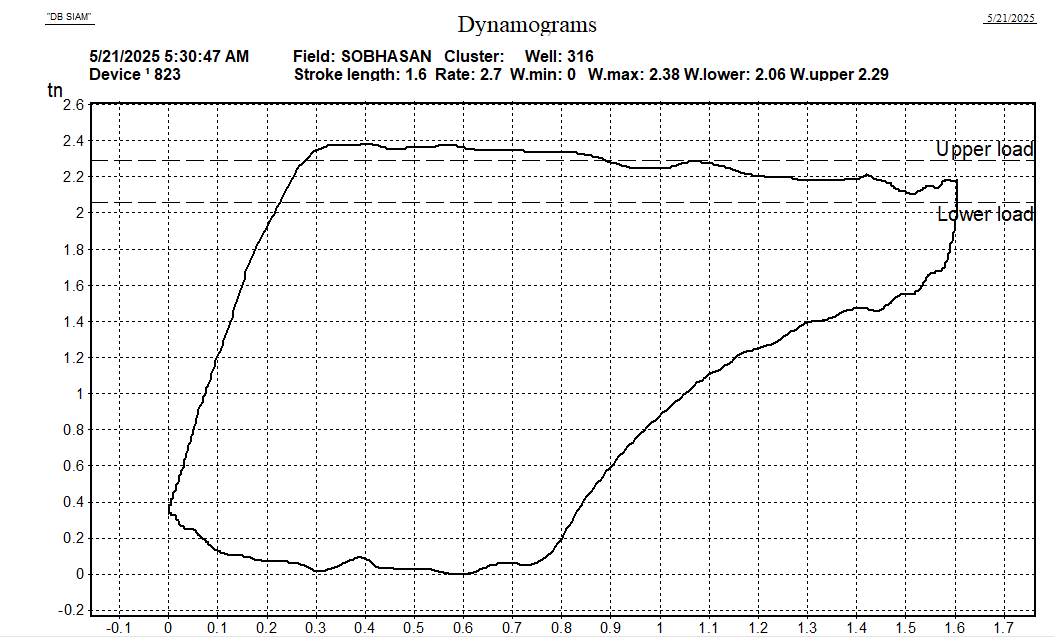 "DB SIAM"
5/21/2025
Dynamograms
5/21/2025 5:30:47 AM Field: SOBHASAN Cluster: Well: 316
Device ¹ 823 Stroke length: 1.6 Rate: 2.7 W.min: 0 W.max: 2.38 W.lower: 2.06 W.upper 2.29
tn
2.6
2.4
Upper load
2.2
2
Lower load
1.8
1.6
1.4
1.2
1
0.8
0.6
0.4
0.2
0
-0.2
-0.1 0 0.1 0.2 0.3 0.4 0.5 0.6 0.7 0.8 0.9 1 1.1 1.2 1.3 1.4 1.5 1.6 1.7